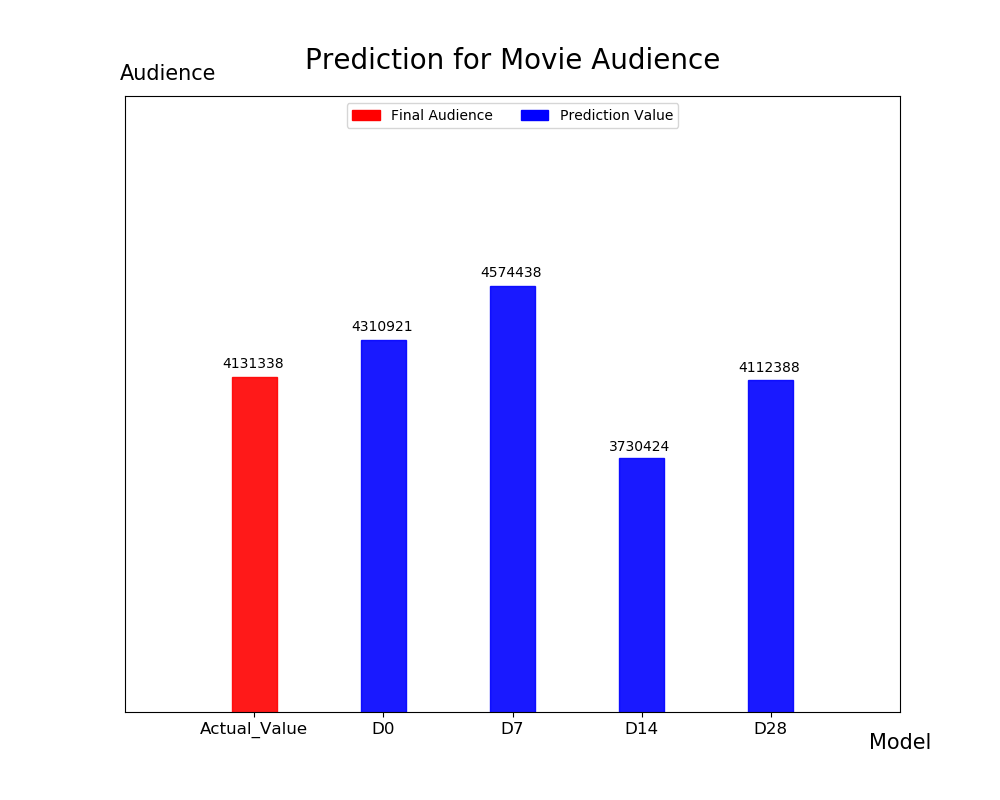 Prediction for Movie Audience
Audience
Final Audience Prediction Value
4574438
4310921
4131338
4112388
3730424
Actual_Value D0 D7 D14 D28
Model